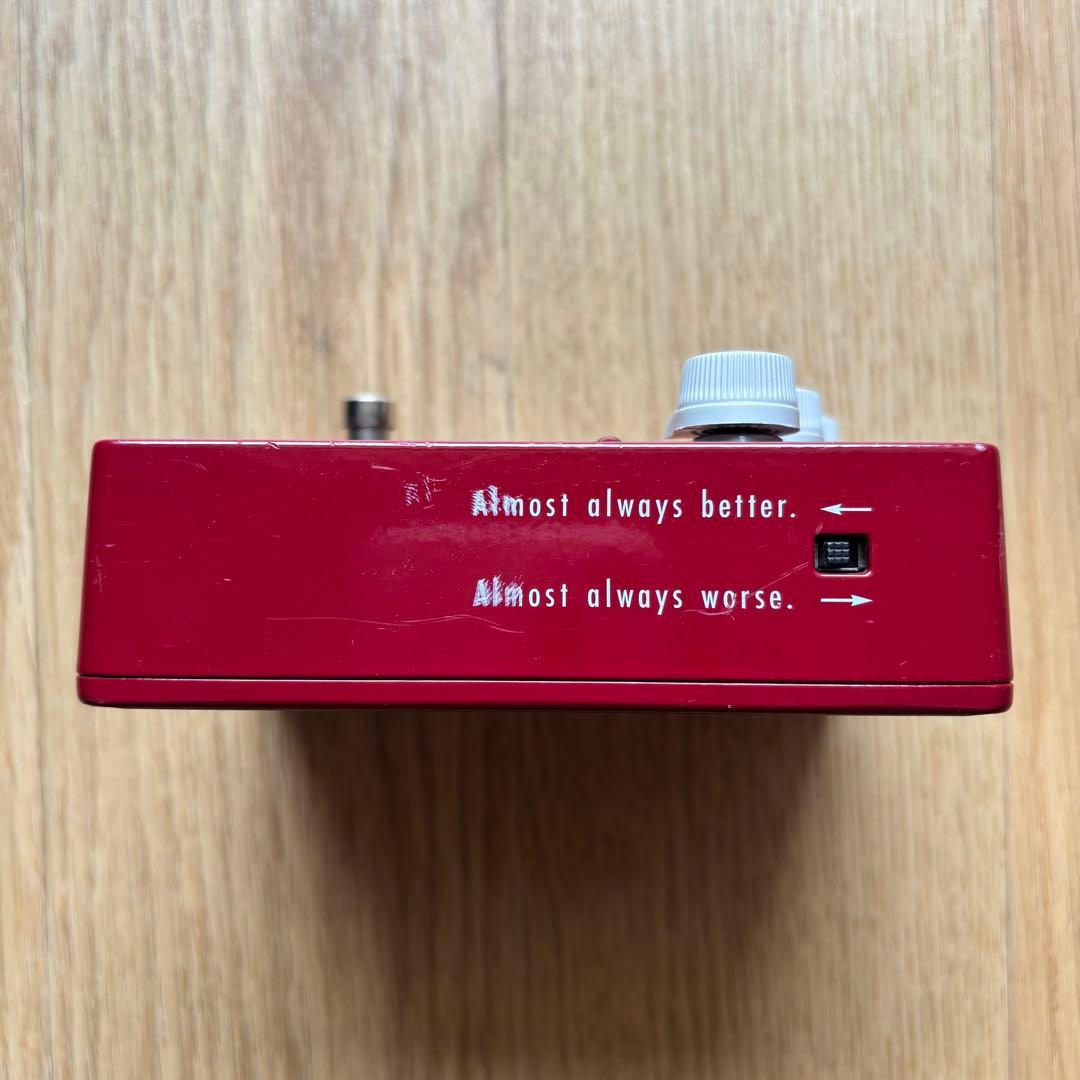 Almost always better. ←
Almost always worse. →